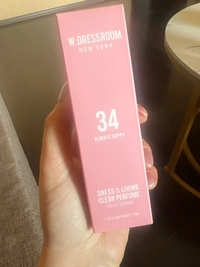 W.DRESSROOM
NEW YORK
34
ALWAYS HAPPY
DRESS & LIVING
CLEAR PERFUME